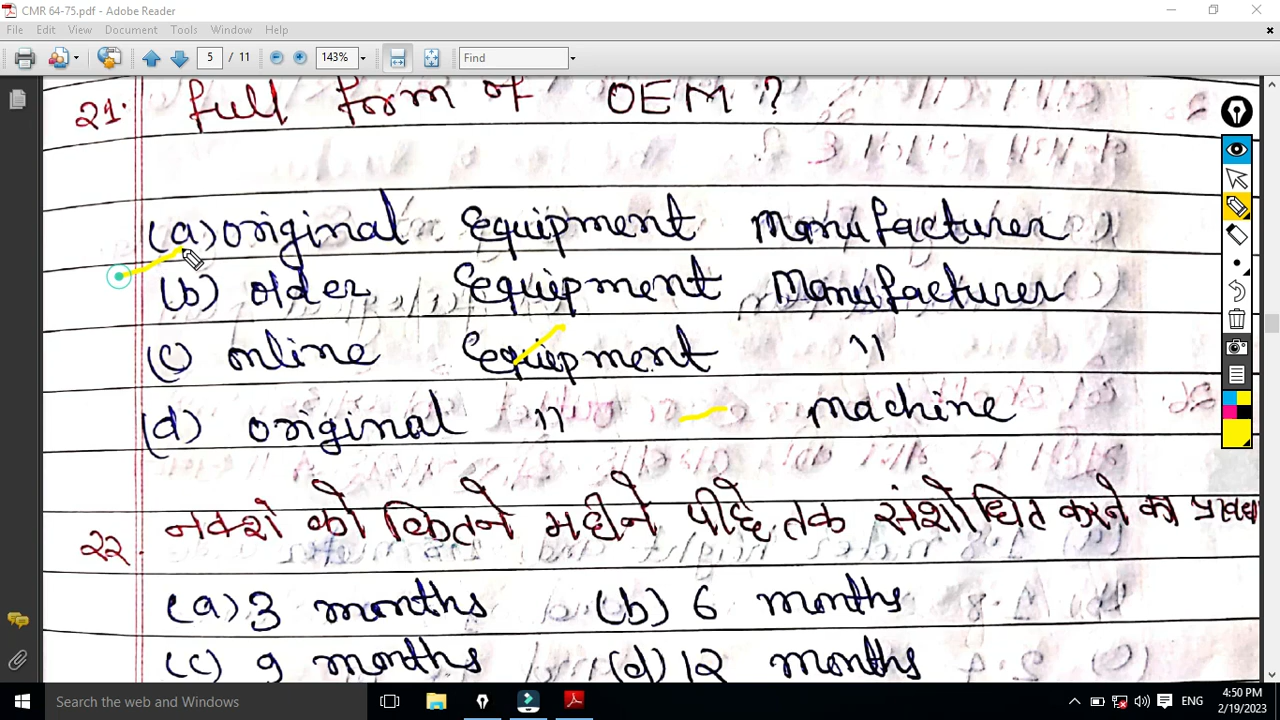 CMR 64-75.pdf - Adobe Reader
File Edit View Document Tools Window Help
5 / 11 143% Find
21. full form of OEM ?
(a) original Equipment Manufacturer
(b) older Equipment Manufacturer
(c) online Equipment 11
(d) original 11 machine
22. नक्शे को कितने महीने पीछे तक संशोधित करने का
(a) 3 months (b) 6 months
(c) 9 months (d) 12 months
Search the web and Windows
ENG
4:50 PM
2/19/2023